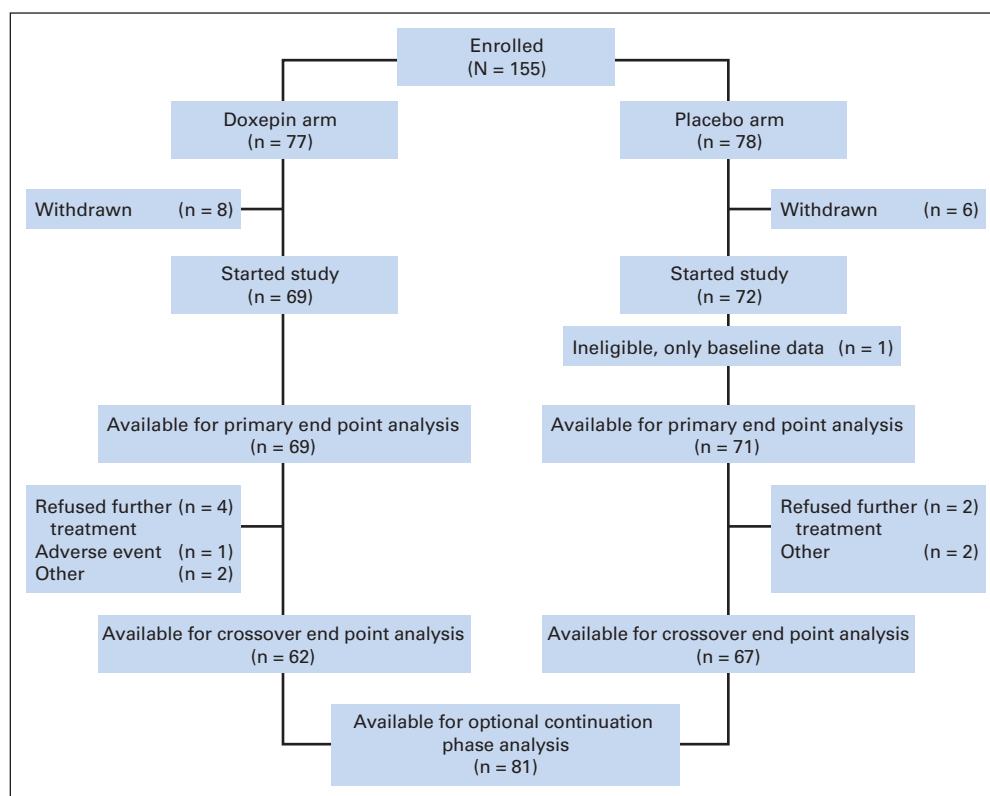 Enrolled
(N = 155)
Doxepin arm
(n = 77)
Placebo arm
(n = 78)
Withdrawn (n = 8)
Withdrawn (n = 6)
Started study
(n = 69)
Started study
(n = 72)
Ineligible, only baseline data (n = 1)
Available for primary end point analysis
(n = 69)
Available for primary end point analysis
(n = 71)
Refused further (n = 4)
treatment
Adverse event (n = 1)
Other (n = 2)
Refused further (n = 2)
treatment
Other (n = 2)
Available for crossover end point analysis
(n = 62)
Available for crossover end point analysis
(n = 67)
Available for optional continuation
phase analysis
(n = 81)